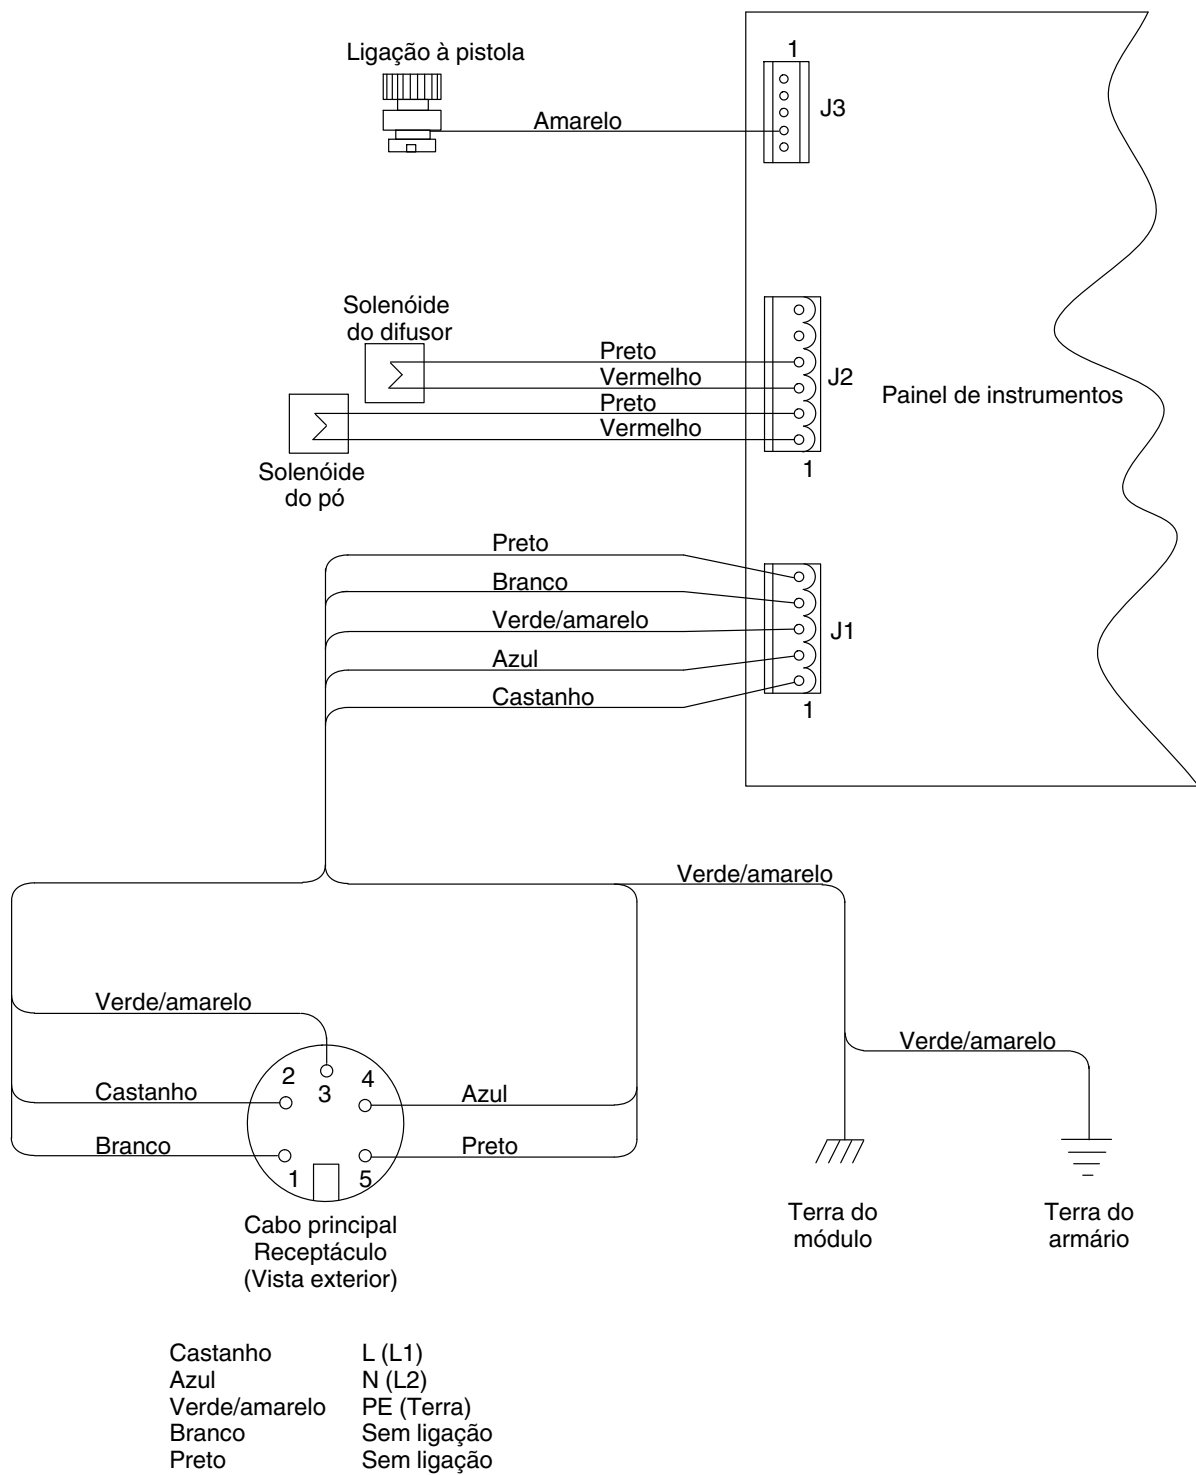 Ligação à pistola
1
Amarelo
J3
Solenóide
do difusor
Preto
Vermelho
J2
Preto
Vermelho
Painel de instrumentos
Solenóide
do pó
1
Preto
Branco
Verde/amarelo
J1
Azul
Castanho
1
Verde/amarelo
Verde/amarelo
Verde/amarelo
2
3
4
Castanho
Azul
Branco
Preto
1
5
Cabo principal
Receptáculo
(Vista exterior)
Terra do
módulo
Terra do
armário
Castanho L (L1)
Azul N (L2)
Verde/amarelo PE (Terra)
Branco Sem ligação
Preto Sem ligação